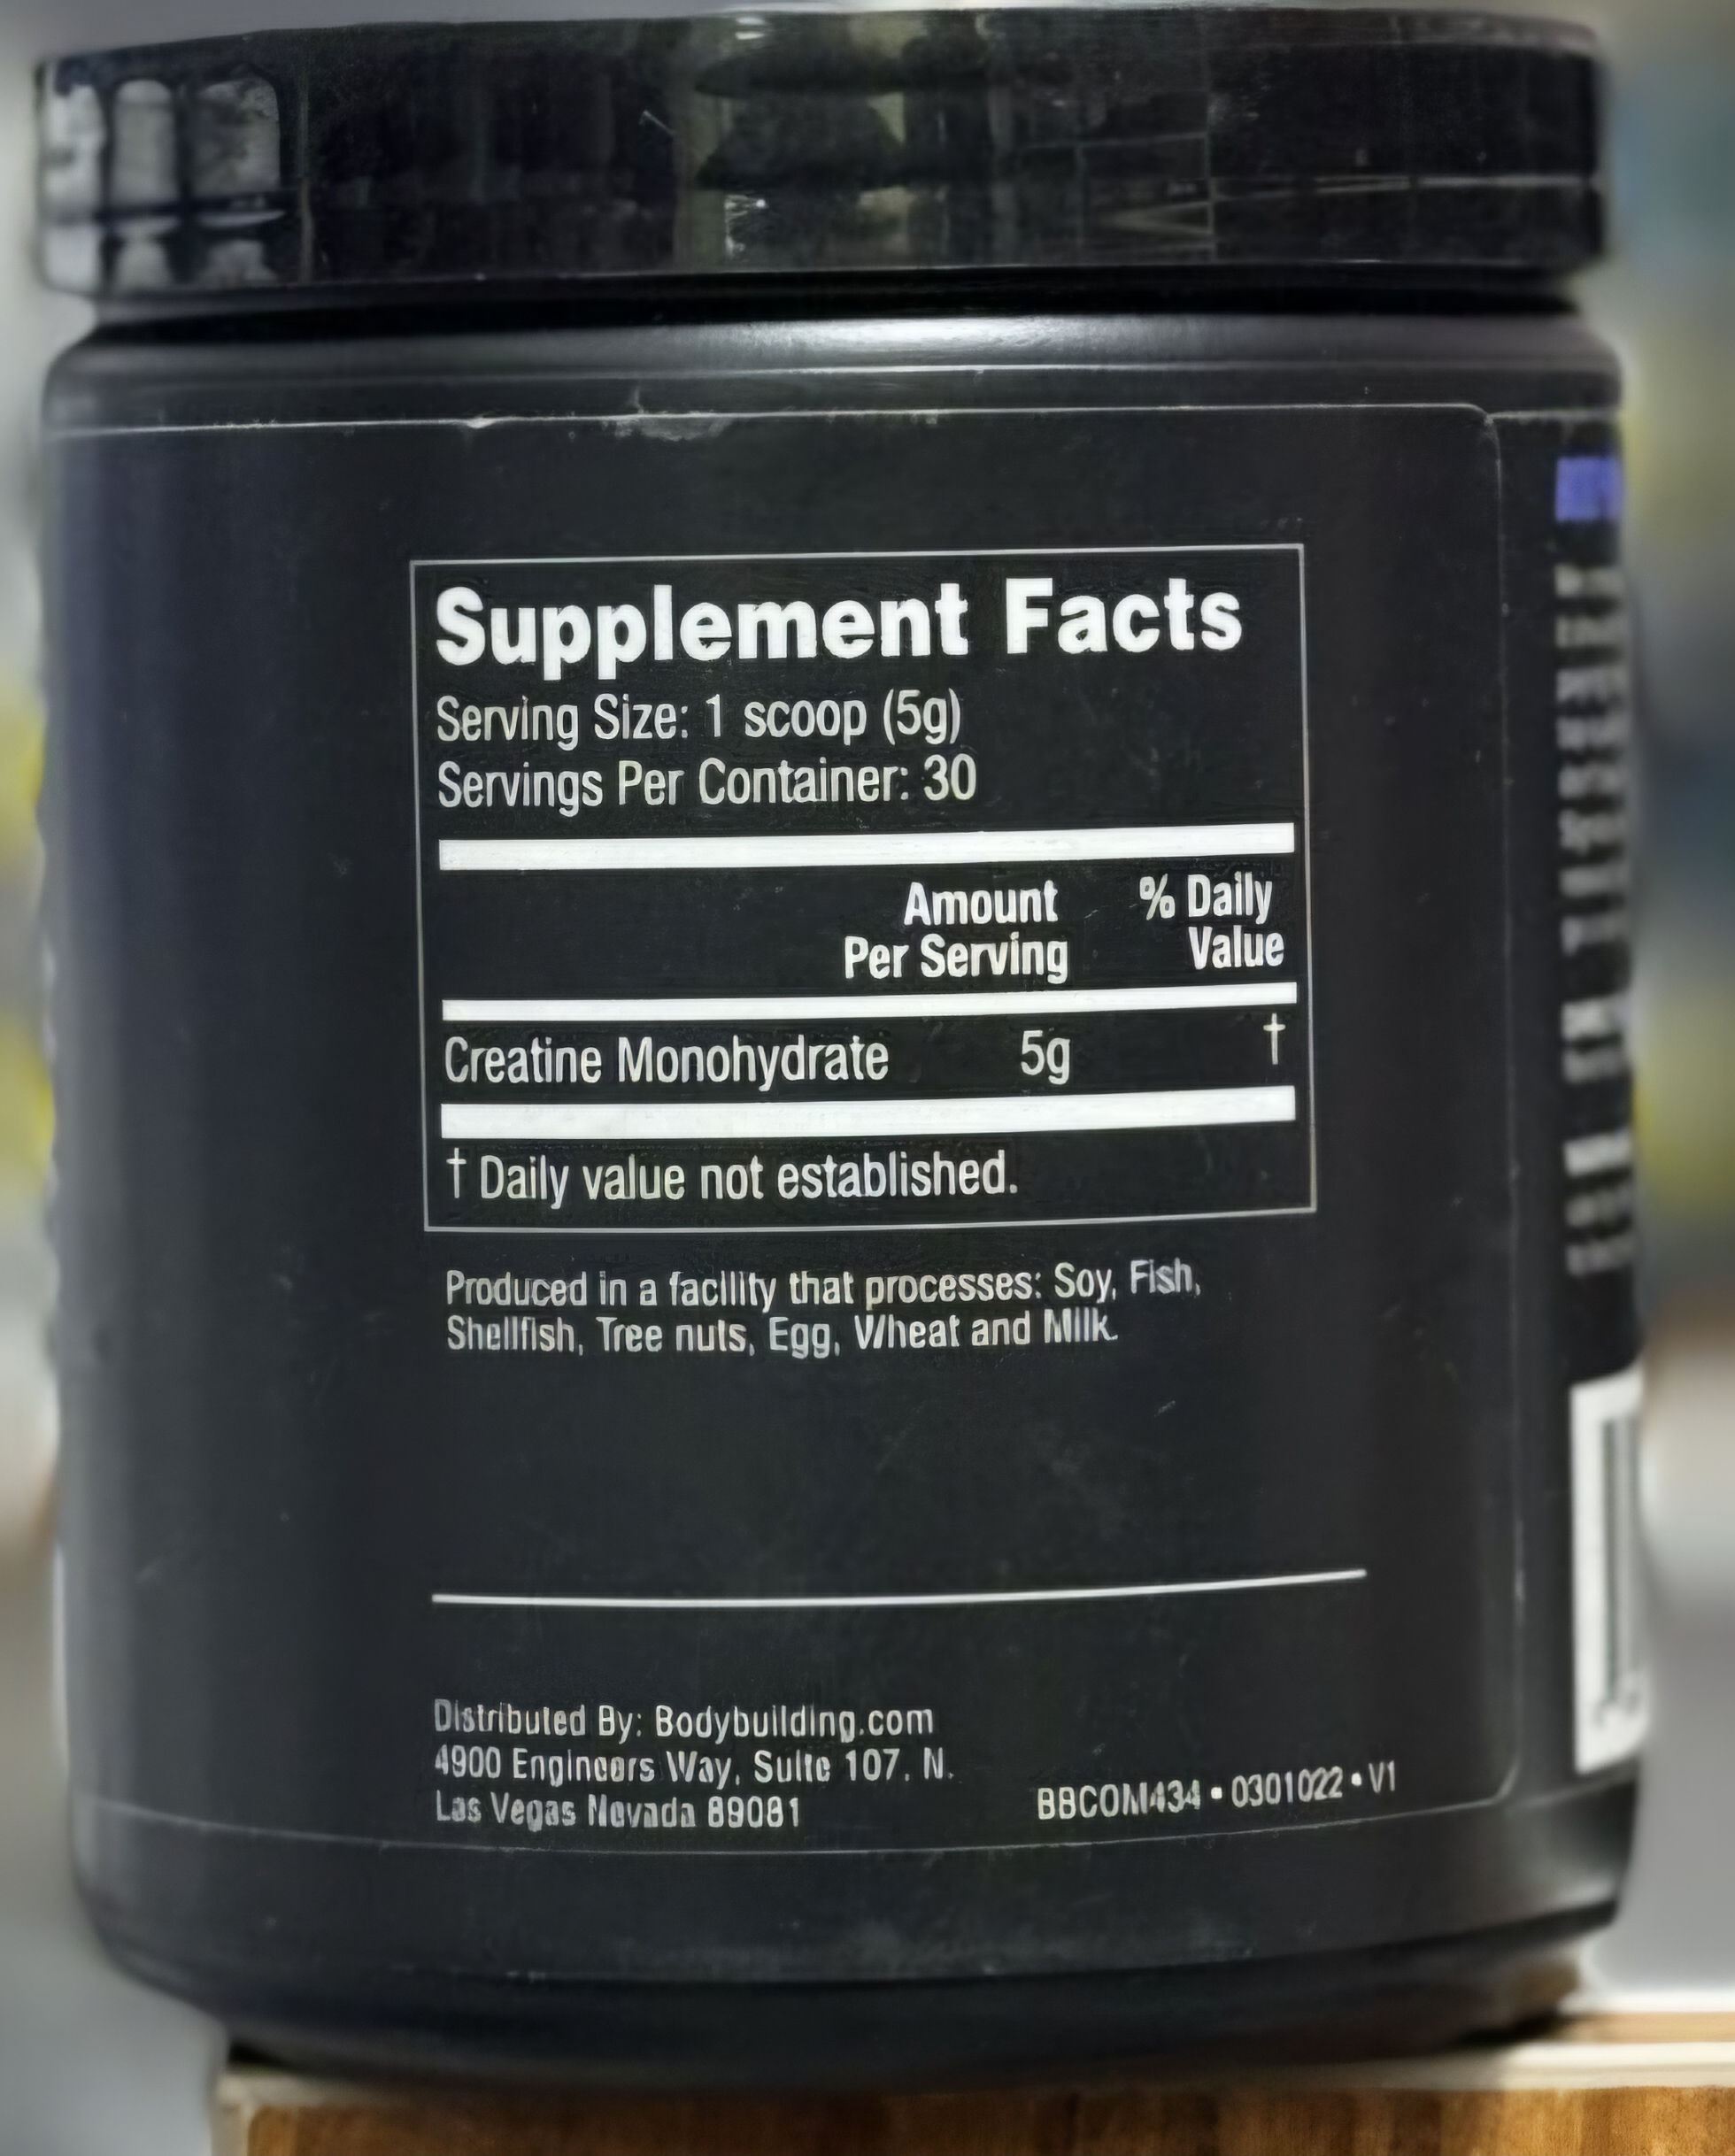 Supplement Facts
Serving Size: 1 scoop (5g)
Servings Per Container: 30
Amount % Daily
Per Serving Value
Creatine Monohydrate 5g †
† Daily value not established.
Produced in a facility that processes: Soy, Fish,
Shellfish, Tree nuts, Egg, Wheat and Milk.
Distributed By: Bodybuilding.com
4900 Engineers Way, Suite 107, N.
Las Vegas Nevada 89081
BBCOM434 • 0301022 • V1